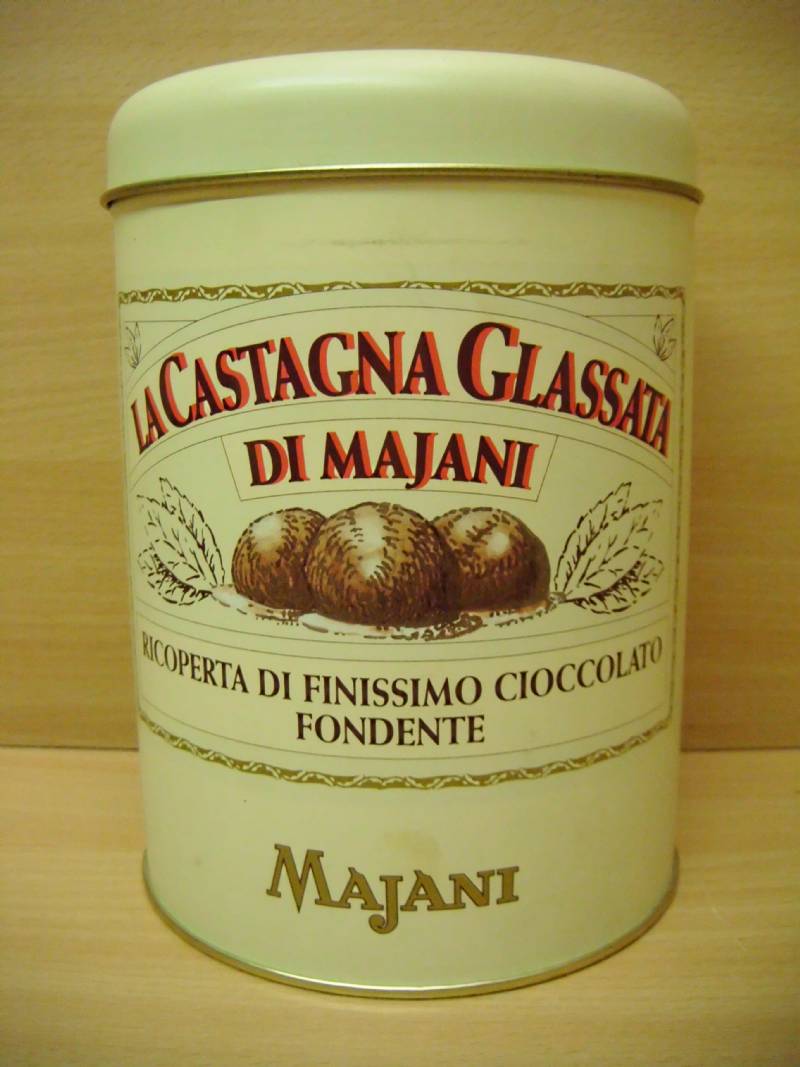 LA CASTAGNA GLASSATA
DI MAJANI
RICOPERTA DI FINISSIMO CIOCCOLATO
FONDENTE
MAJANI